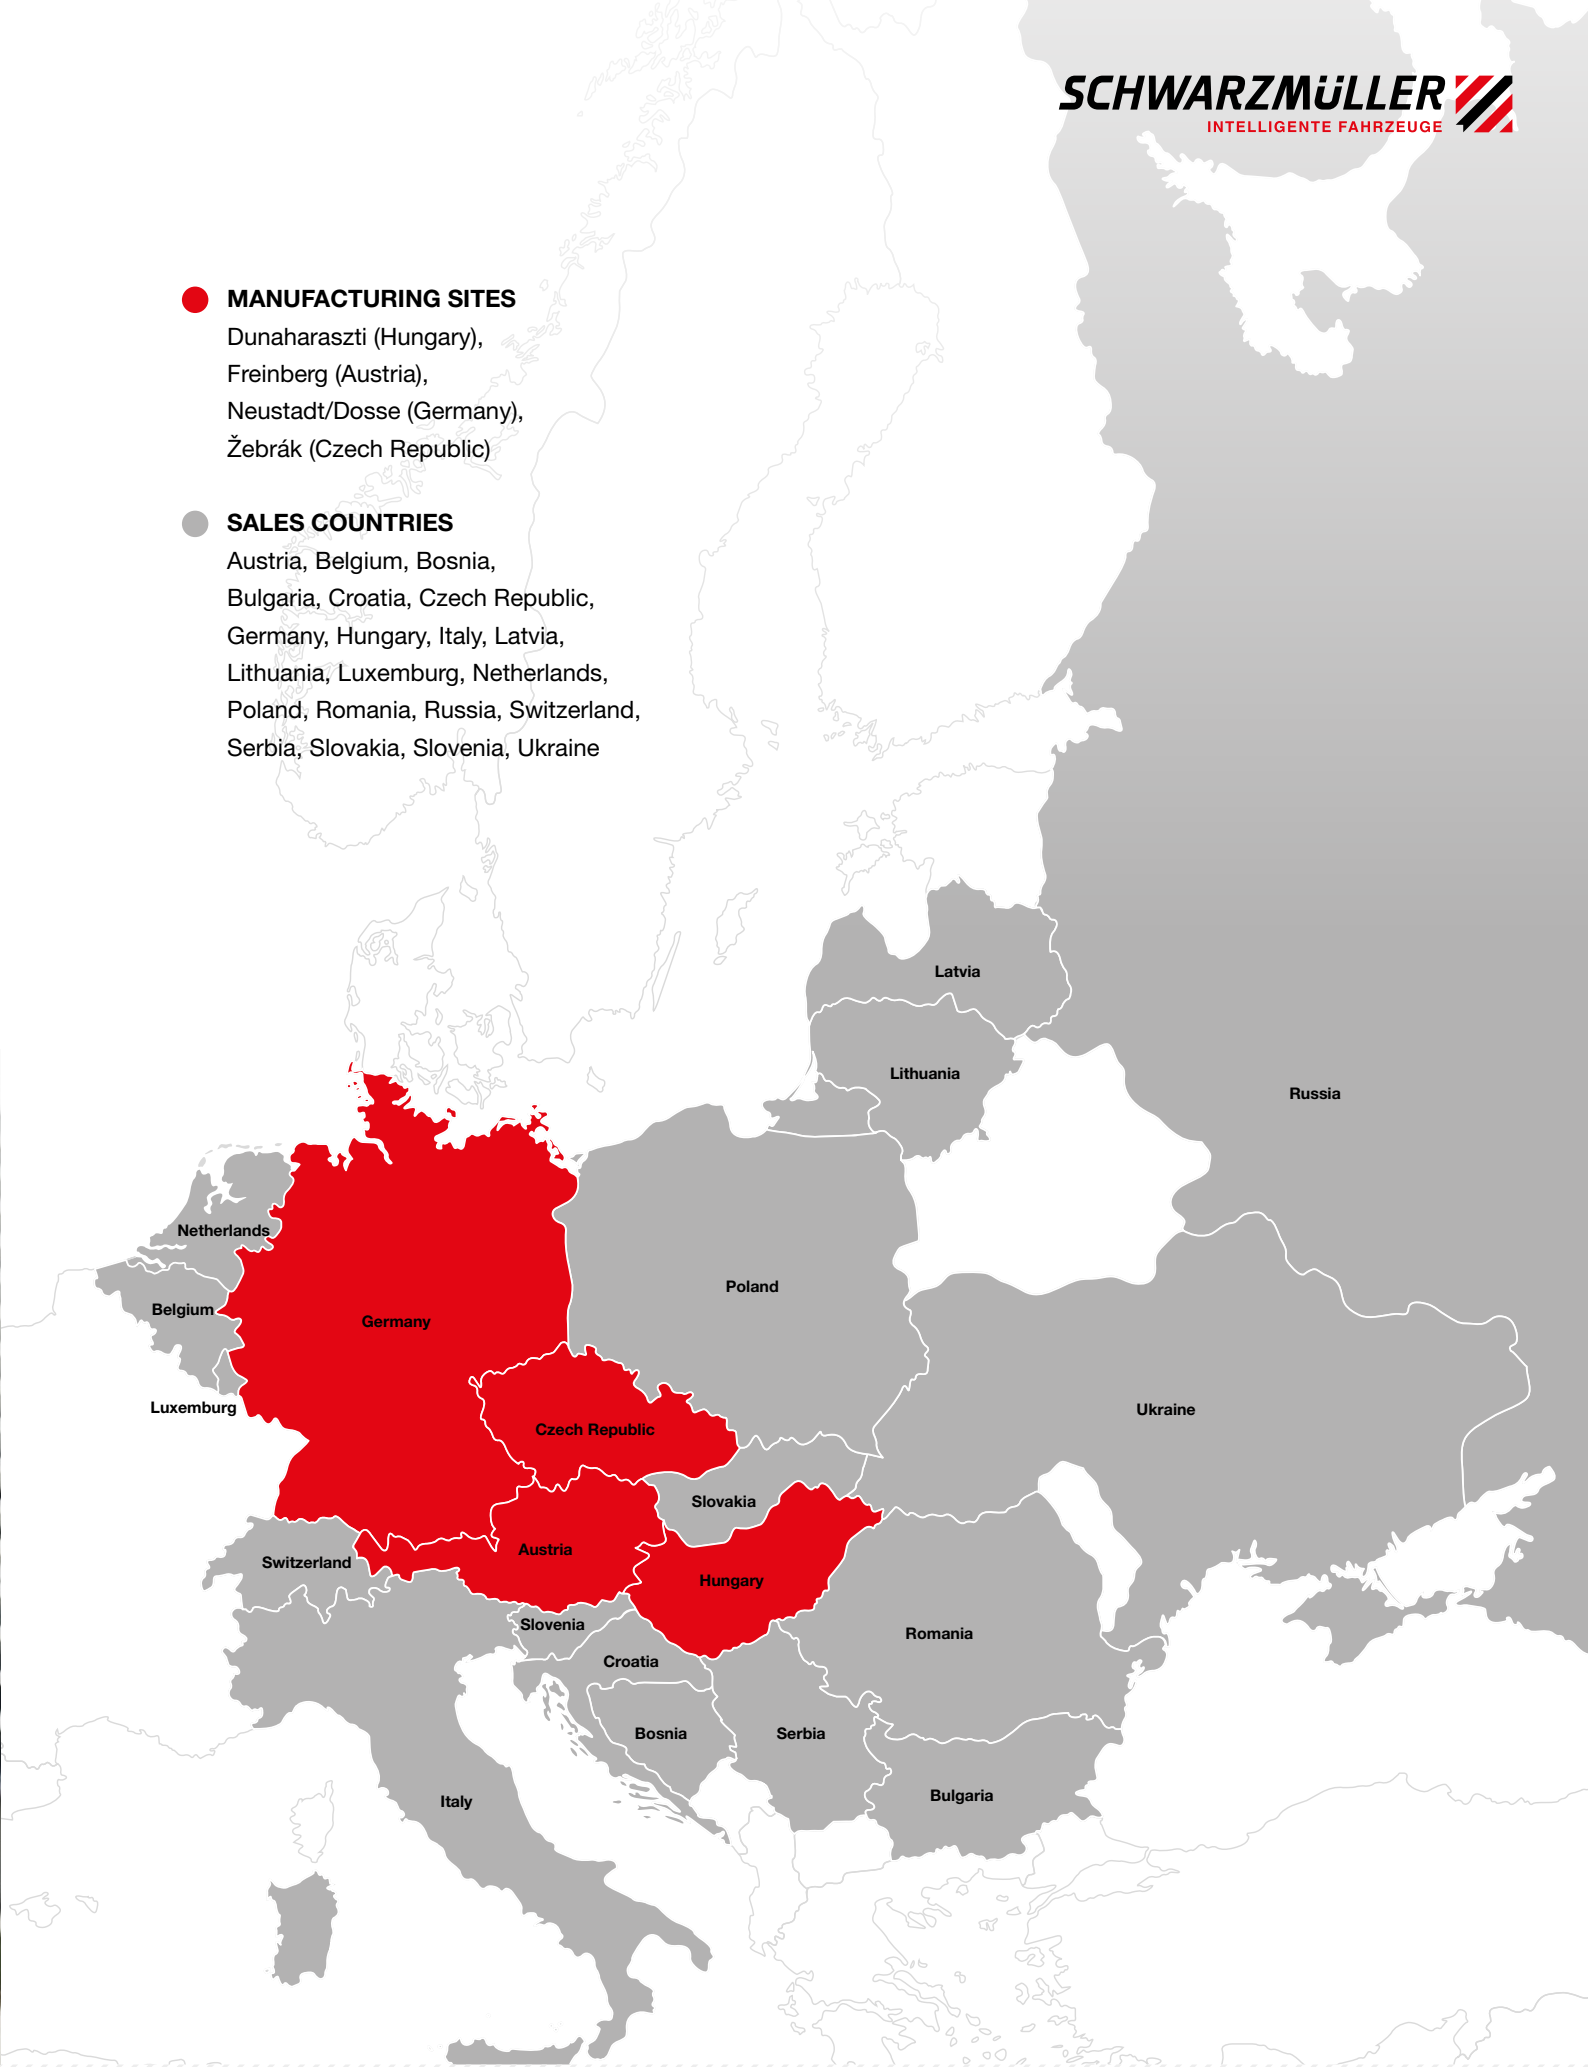 SCHWARZMÜLLER
INTELLIGENTE FAHRZEUGE
MANUFACTURING SITES
Dunaharaszti (Hungary),
Freinberg (Austria),
Neustadt/Dosse (Germany),
Žebrák (Czech Republic)
SALES COUNTRIES
Austria, Belgium, Bosnia,
Bulgaria, Croatia, Czech Republic,
Germany, Hungary, Italy, Latvia,
Lithuania, Luxemburg, Netherlands,
Poland, Romania, Russia, Switzerland,
Serbia, Slovakia, Slovenia, Ukraine
Latvia
Lithuania
Russia
Netherlands
Poland
Belgium
Germany
Luxemburg
Ukraine
Czech Republic
Slovakia
Austria
Switzerland
Hungary
Slovenia
Romania
Croatia
Bosnia
Serbia
Bulgaria
Italy